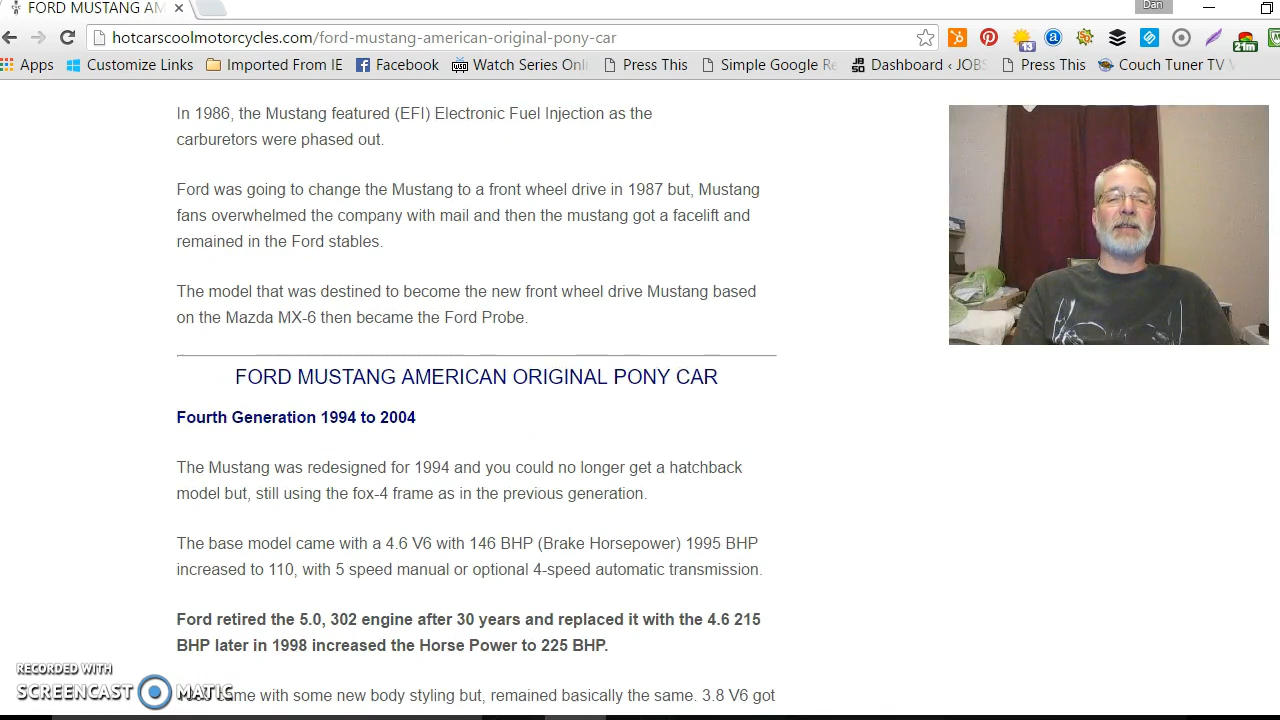 FORD MUSTANG AM
Dan
hotcarscoolmotorcycles.com/ford-mustang-american-original-pony-car
13
21m
Apps Customize Links Imported From IE Facebook Watch Series Onli Press This Simple Google Re Dashboard ‹ JOBS Press This Couch Tuner TV
In 1986, the Mustang featured (EFI) Electronic Fuel Injection as the
carburetors were phased out.
Ford was going to change the Mustang to a front wheel drive in 1987 but, Mustang
fans overwhelmed the company with mail and then the mustang got a facelift and
remained in the Ford stables.
The model that was destined to become the new front wheel drive Mustang based
on the Mazda MX-6 then became the Ford Probe.
FORD MUSTANG AMERICAN ORIGINAL PONY CAR
Fourth Generation 1994 to 2004
The Mustang was redesigned for 1994 and you could no longer get a hatchback
model but, still using the fox-4 frame as in the previous generation.
The base model came with a 4.6 V6 with 146 BHP (Brake Horsepower) 1995 BHP
increased to 110, with 5 speed manual or optional 4-speed automatic transmission.
Ford retired the 5.0, 302 engine after 30 years and replaced it with the 4.6 215
BHP later in 1998 increased the Horse Power to 225 BHP.
came with some new body styling but, remained basically the same. 3.8 V6 got
RECORDED WITH
SCREENCAST MATIC